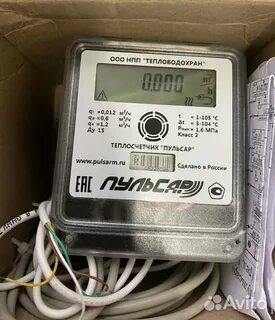 ООО НПП "ТЕПЛОВОДОХРАН"
0.000
qi =0,012 м³/ч
qp =0,6 м³/ч
qs =1,2 м³/ч
Ду 15
t : 1-105 °C
Δt : 3-104 °C
Pmax : 1,6 МРа
Класс 2
ТЕПЛОСЧЕТЧИК "ПУЛЬСАР"
www.pulsarm.ru
Сделано в России
ЕАС ПУЛЬСАР
Avito